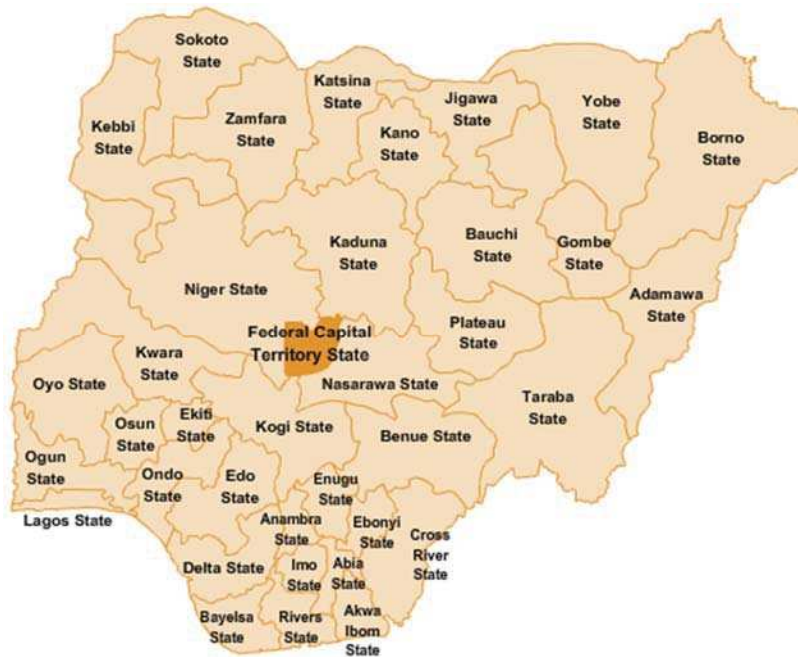 Sokoto
State
Katsina
State
Jigawa
State
Yobe
State
Kebbi
State
Zamfara
State
Kano
State
Borno
State
Kaduna
State
Bauchi
State
Gombe
State
Niger State
Adamawa
State
Federal Capital
Territory State
Plateau
State
Kwara
State
Oyo State
Nasarawa State
Taraba
State
Osun
State
Ekiti
State
Kogi State
Benue State
Ogun
State
Ondo
State
Edo
State
Enugu
State
Lagos State
Anambra
State
Ebonyi
State
Cross
River
State
Delta State
Imo
State
Abia
State
Bayelsa
State
Rivers
State
Akwa
Ibom
State